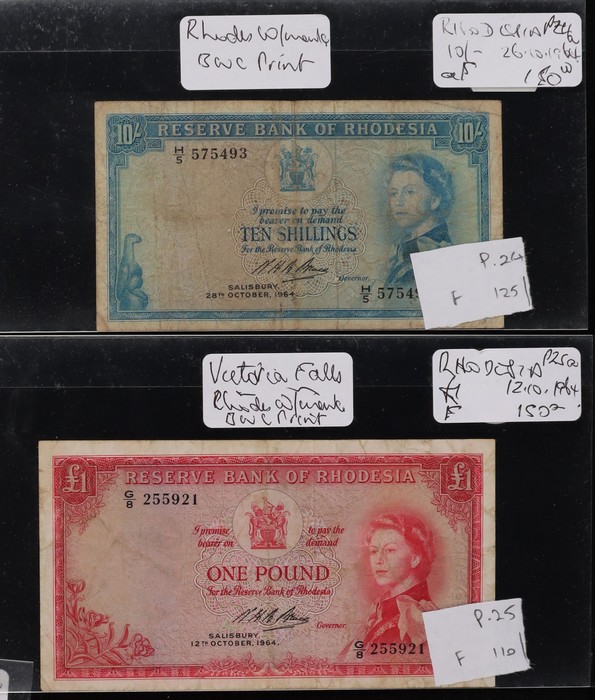 Rhodes w/mark
BWC Print
RHODESIA P24a
10/- 26.10.1964
180
10/- 10/-
RESERVE BANK OF RHODESIA
H/5 575493
I promise to pay the
bearer on demand
TEN SHILLINGS
For the Reserve Bank of Rhodesia
Governor.
SALISBURY,
28TH OCTOBER, 1964.
H/5 57549
P.24
F 125/
Victoria Falls
Rhodes w/mark
BWC Print
RHODESIA P25a
12.10.1964
F 150
£1 £1
RESERVE BANK OF RHODESIA
G/8 255921
I promise to pay the
bearer on demand
ONE POUND
For the Reserve Bank of Rhodesia
Governor.
SALISBURY,
12TH OCTOBER, 1964.
G/8 255921
P.25
F 110/